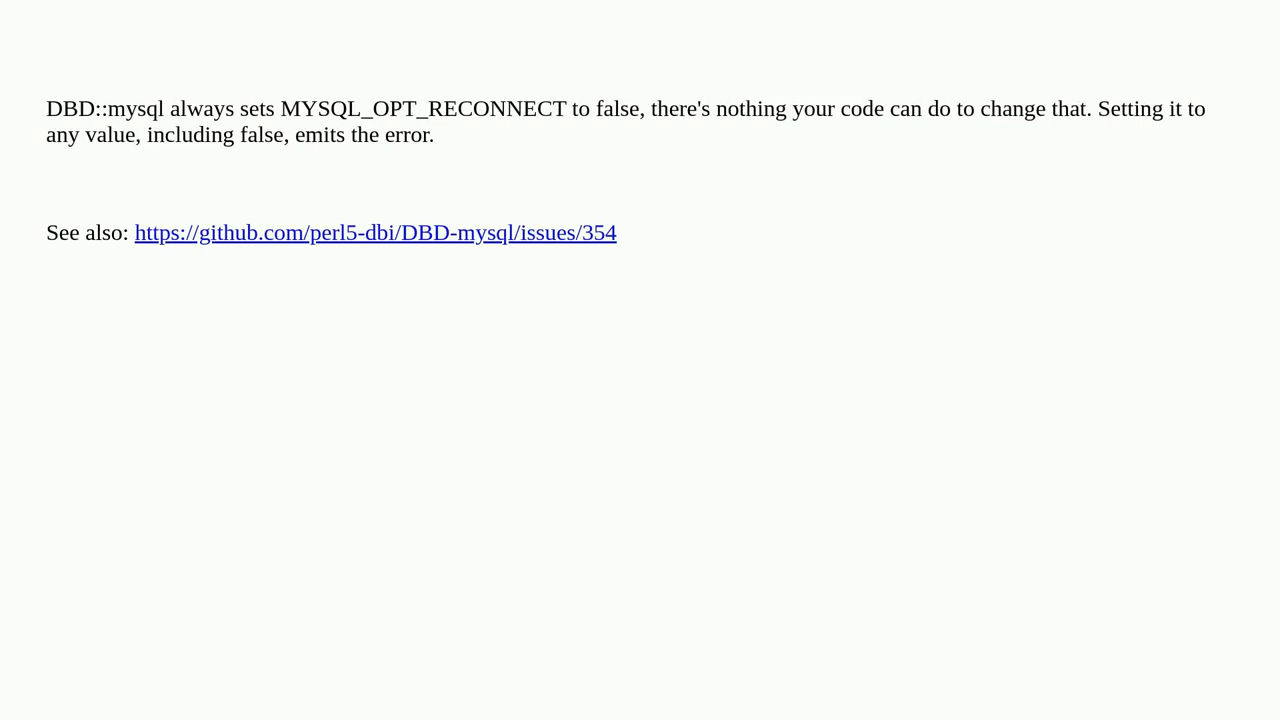 DBD::mysql always sets MYSQL_OPT_RECONNECT to false, there's nothing your code can do to change that. Setting it to
any value, including false, emits the error.
See also: https://github.com/perl5-dbi/DBD-mysql/issues/354